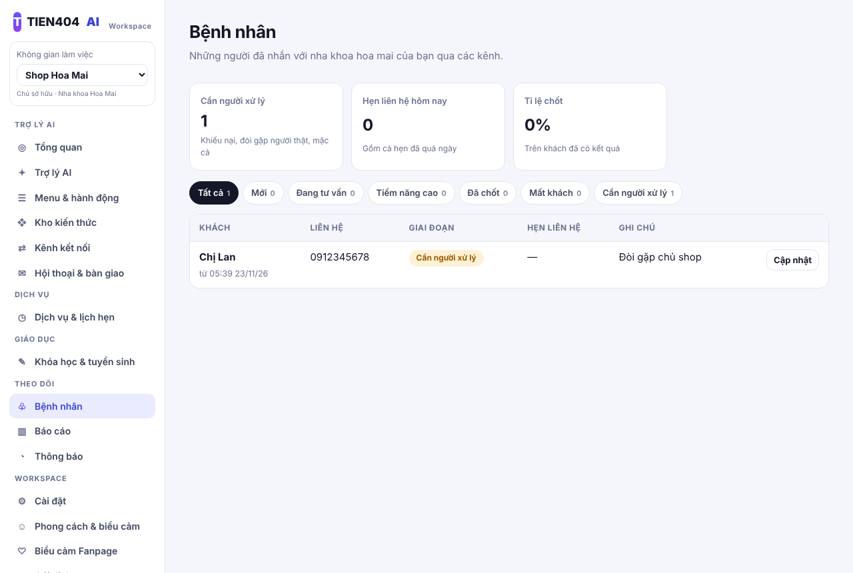 TIEN404 AI Workspace
Không gian làm việc
Shop Hoa Mai
Chủ sở hữu · Nha khoa Hoa Mai
TRỢ LÝ AI
Tổng quan
Trợ lý AI
Menu & hành động
Kho kiến thức
Kênh kết nối
Hội thoại & bàn giao
DỊCH VỤ
Dịch vụ & lịch hẹn
GIÁO DỤC
Khóa học & tuyển sinh
THEO DÕI
Bệnh nhân
Báo cáo
Thông báo
WORKSPACE
Cài đặt
Phong cách & biểu cảm
Biểu cảm Fanpage
Bệnh nhân
Những người đã nhắn với nha khoa hoa mai của bạn qua các kênh.
Cần người xử lý
1
Khiếu nại, đòi gặp người thật, mặc
cả
Hẹn liên hệ hôm nay
0
Gồm cả hẹn đã quá ngày
Tỉ lệ chốt
0%
Trên khách đã có kết quả
Tất cả 1 Mới 0 Đang tư vấn 0 Tiềm năng cao 0 Đã chốt 0 Mất khách 0 Cần người xử lý 1
KHÁCH LIÊN HỆ GIAI ĐOẠN HẸN LIÊN HỆ GHI CHÚ
Chị Lan 0912345678 Cần người xử lý — Đòi gặp chủ shop Cập nhật
từ 05:39 23/11/26